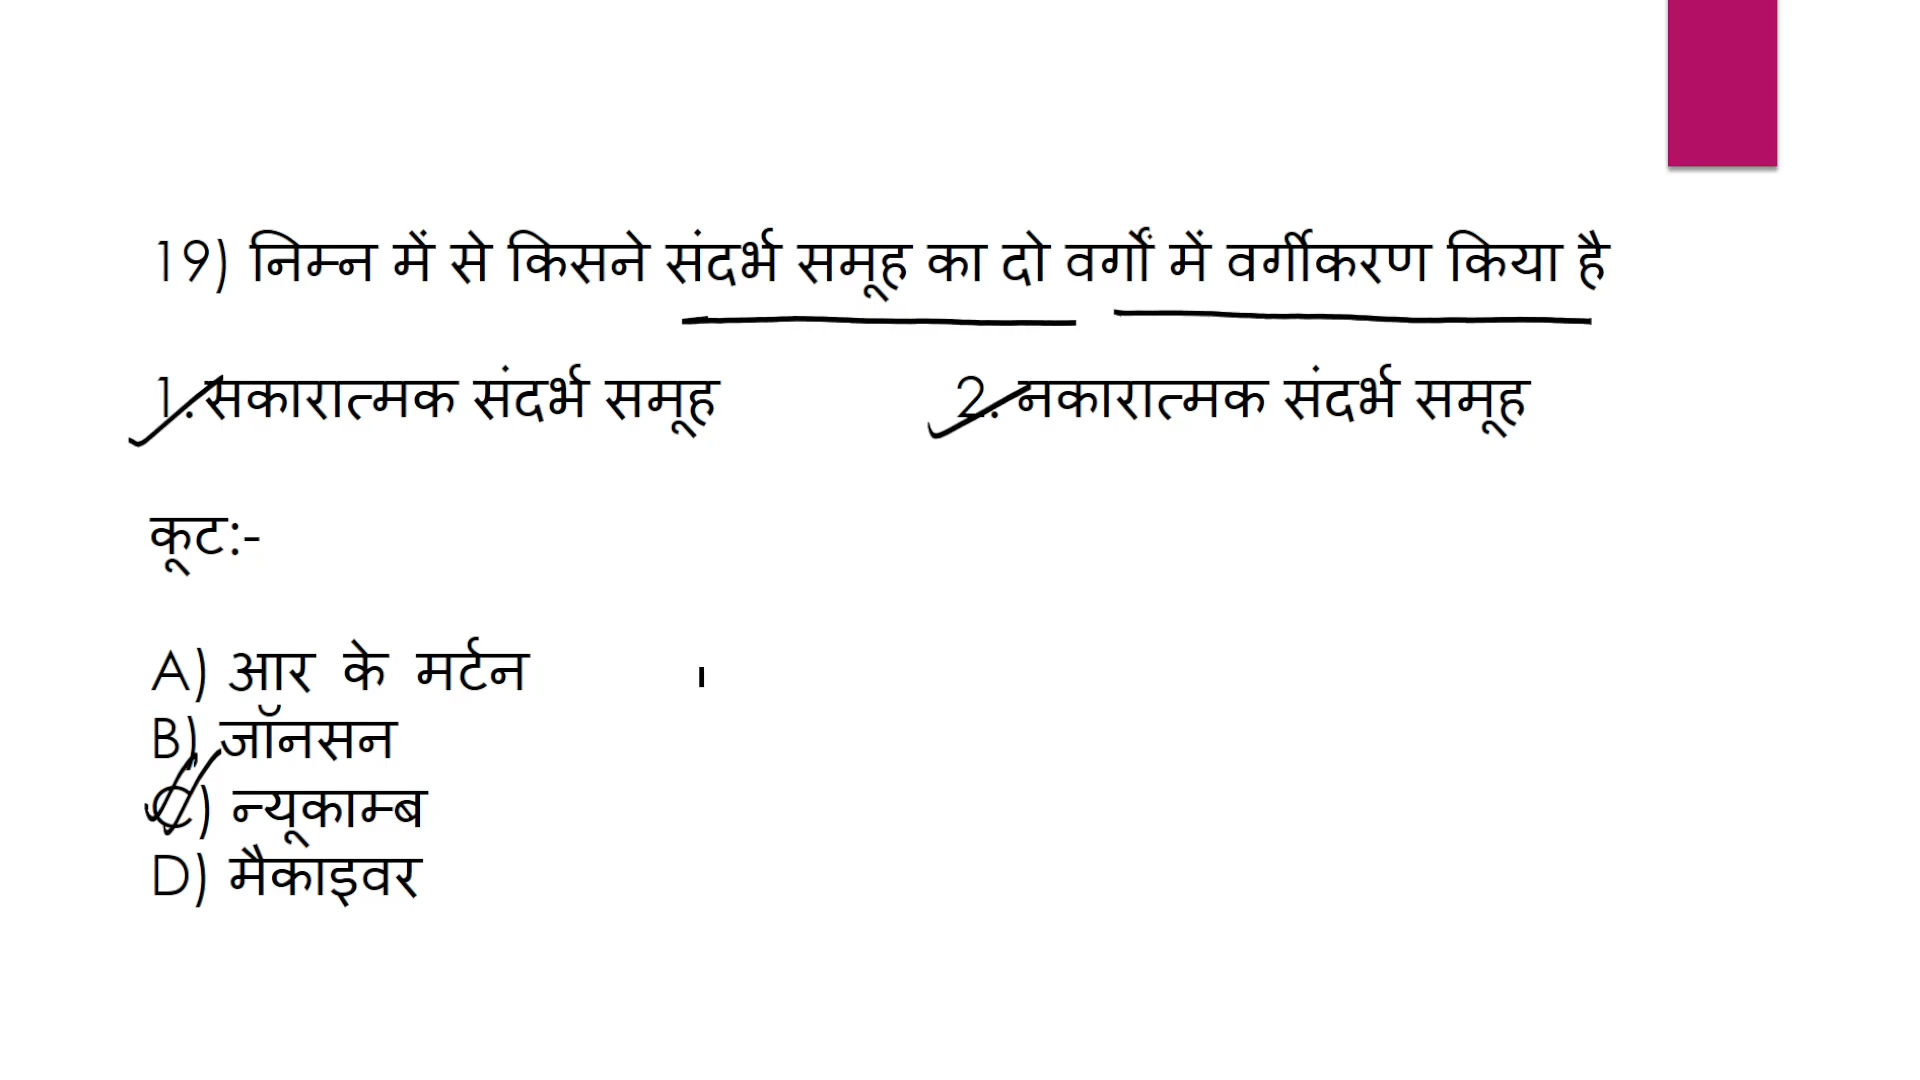 19) निम्न में से किसने संदर्भ समूह का दो वर्गों में वर्गीकरण किया है
1. सकारात्मक संदर्भ समूह 2. नकारात्मक संदर्भ समूह
कूट:-
A) आर के मर्टन
B) जॉनसन
C) न्यूकाम्ब
D) मैकाइवर